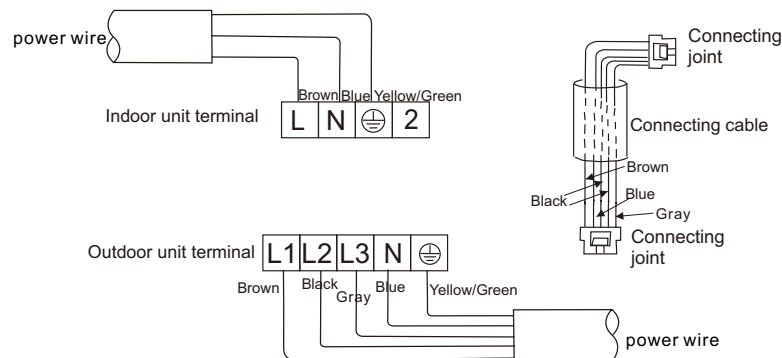 power wire
Brown Blue Yellow/Green
Indoor unit terminal
L N 2
Connecting
joint
Connecting cable
Brown
Black
Blue
Gray
Connecting
joint
Outdoor unit terminal
L1 L2 L3 N
Brown
Black
Gray
Blue
Yellow/Green
power wire